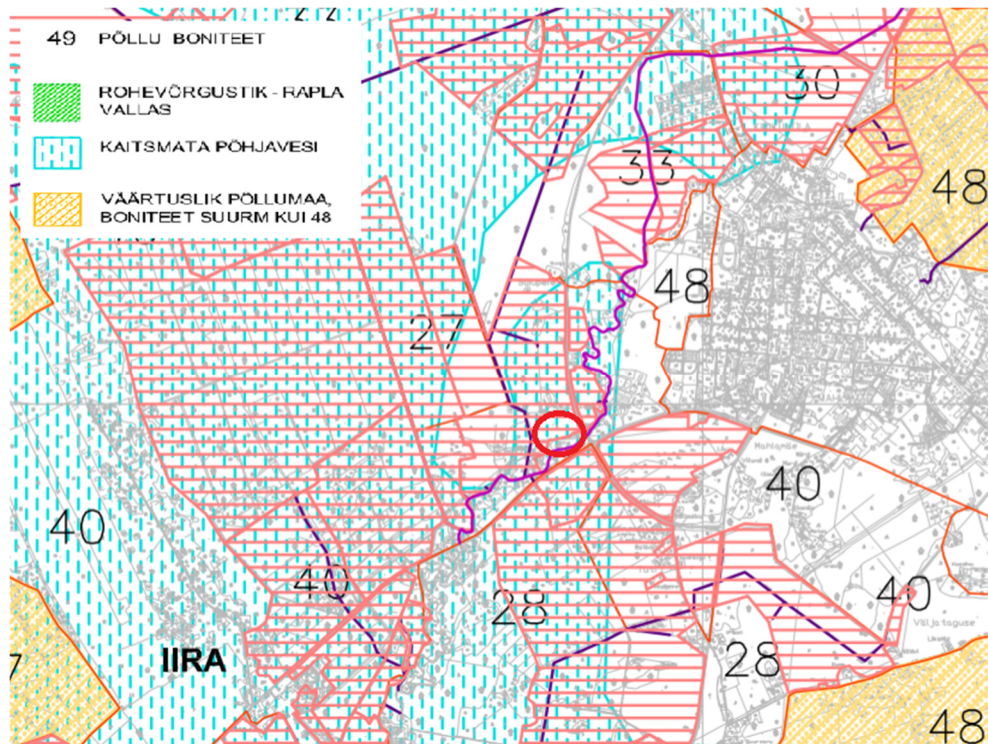 49 PÕLLU BONITEET
ROHEVÕRGUSTIK - RAPLA
VALLAS
KAITSMATA PÕHJAVESI
VÄÄRTUSLIK PÕLLUMAA,
BONITEET SUURM KUI 48
30
33
48
48
27
40
40
40
28
40
Väljataguse
28
IIRA
48